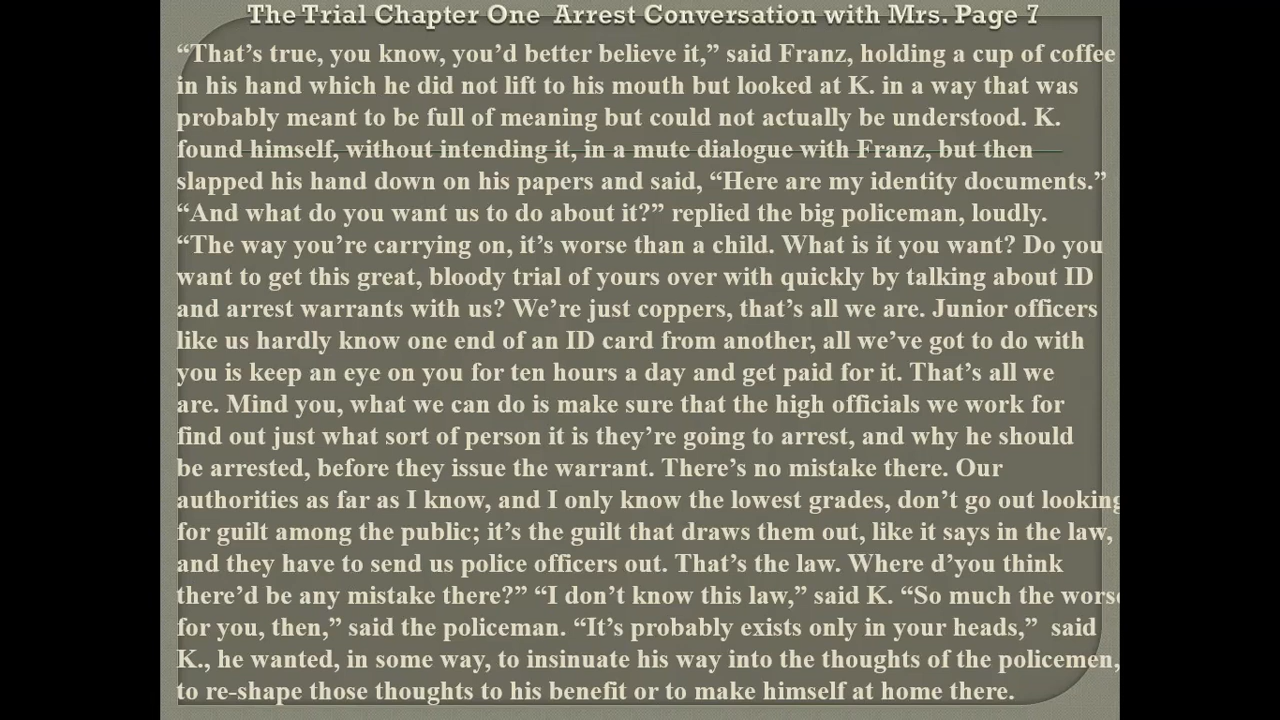 The Trial Chapter One Arrest Conversation with Mrs. Page 7
“That’s true, you know, you’d better believe it,” said Franz, holding a cup of coffee
in his hand which he did not lift to his mouth but looked at K. in a way that was
probably meant to be full of meaning but could not actually be understood. K.
found himself, without intending it, in a mute dialogue with Franz, but then
slapped his hand down on his papers and said, “Here are my identity documents.”
“And what do you want us to do about it?” replied the big policeman, loudly.
“The way you’re carrying on, it’s worse than a child. What is it you want? Do you
want to get this great, bloody trial of yours over with quickly by talking about ID
and arrest warrants with us? We’re just coppers, that’s all we are. Junior officers
like us hardly know one end of an ID card from another, all we’ve got to do with
you is keep an eye on you for ten hours a day and get paid for it. That’s all we
are. Mind you, what we can do is make sure that the high officials we work for
find out just what sort of person it is they’re going to arrest, and why he should
be arrested, before they issue the warrant. There’s no mistake there. Our
authorities as far as I know, and I only know the lowest grades, don’t go out looking
for guilt among the public; it’s the guilt that draws them out, like it says in the law,
and they have to send us police officers out. That’s the law. Where d’you think
there’d be any mistake there?” “I don’t know this law,” said K. “So much the worse
for you, then,” said the policeman. “It’s probably exists only in your heads,” said
K., he wanted, in some way, to insinuate his way into the thoughts of the policemen,
to re-shape those thoughts to his benefit or to make himself at home there.